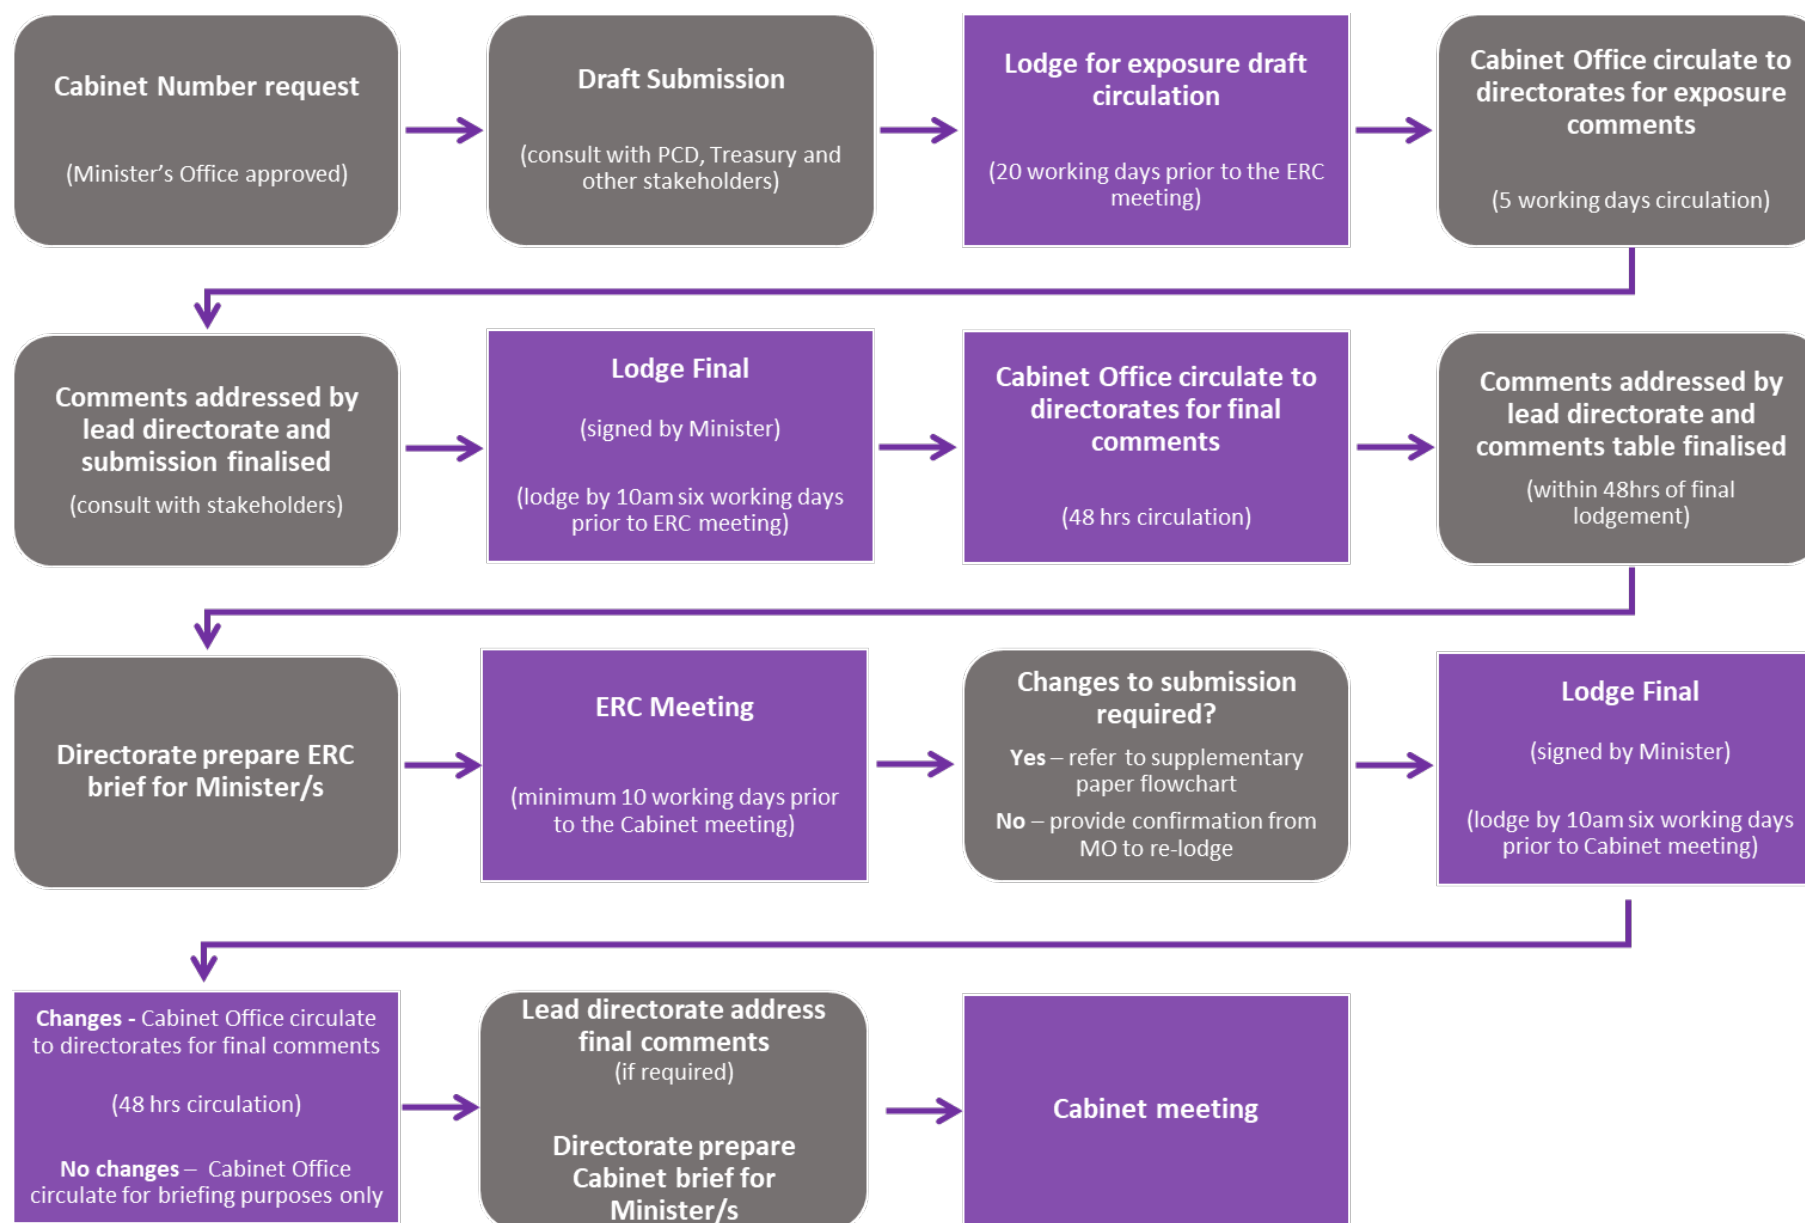 Cabinet Number request
(Minister’s Office approved)
Draft Submission
(consult with PCD, Treasury and
other stakeholders)
Lodge for exposure draft
circulation
(20 working days prior to the ERC
meeting)
Cabinet Office circulate to
directorates for exposure
comments
(5 working days circulation)
Comments addressed by
lead directorate and
submission finalised
(consult with stakeholders)
Lodge Final
(signed by Minister)
(lodge by 10am six working days
prior to ERC meeting)
Cabinet Office circulate to
directorates for final
comments
(48 hrs circulation)
Comments addressed by
lead directorate and
comments table finalised
(within 48hrs of final
lodgement)
Directorate prepare ERC
brief for Minister/s
ERC Meeting
(minimum 10 working days prior
to the Cabinet meeting)
Changes to submission
required?
Yes – refer to supplementary
paper flowchart
No – provide confirmation from
MO to re-lodge
Lodge Final
(signed by Minister)
(lodge by 10am six working days
prior to Cabinet meeting)
Changes - Cabinet Office circulate
to directorates for final comments
(48 hrs circulation)
No changes – Cabinet Office
circulate for briefing purposes only
Lead directorate address
final comments
(if required)
Directorate prepare
Cabinet brief for
Minister/s
Cabinet meeting